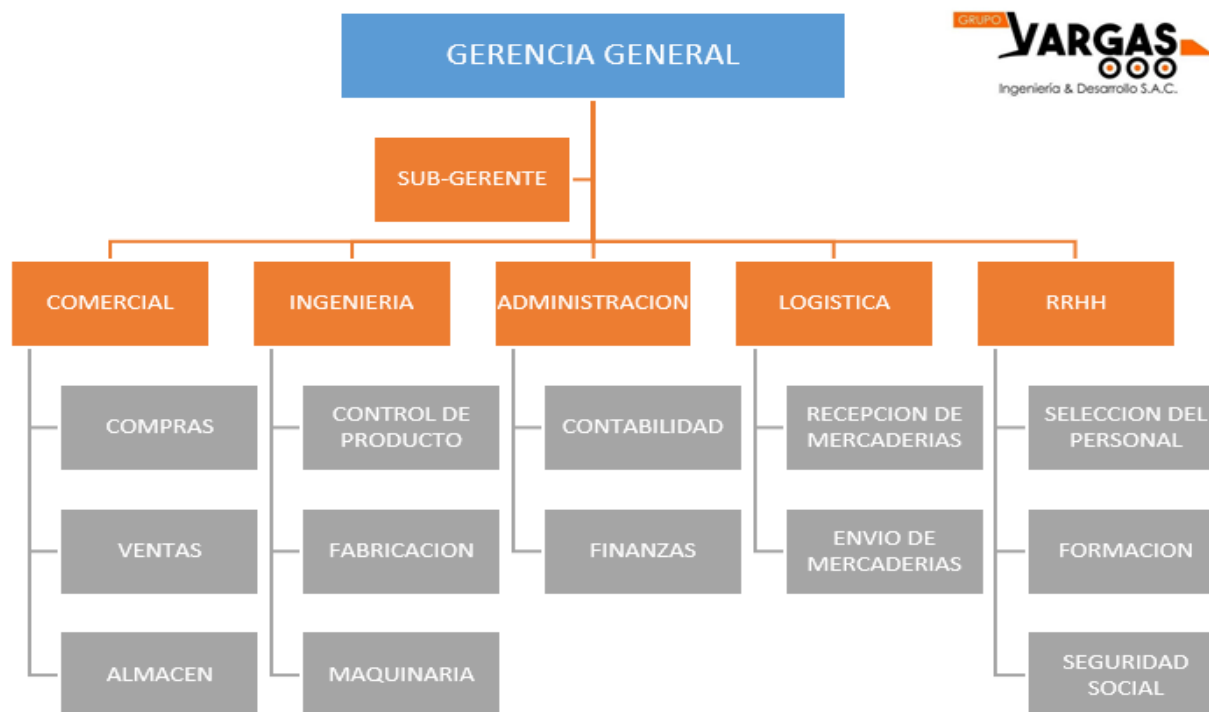 GERENCIA GENERAL
GRUPO
VARGAS
Ingeniería & Desarrollo S.A.C.
SUB-GERENTE
COMERCIAL
INGENIERIA
ADMINISTRACION
LOGISTICA
RRHH
COMPRAS
CONTROL DE
PRODUCTO
CONTABILIDAD
RECEPCION DE
MERCADERIAS
SELECCION DEL
PERSONAL
VENTAS
FABRICACION
FINANZAS
ENVIO DE
MERCADERIAS
FORMACION
ALMACEN
MAQUINARIA
SEGURIDAD
SOCIAL